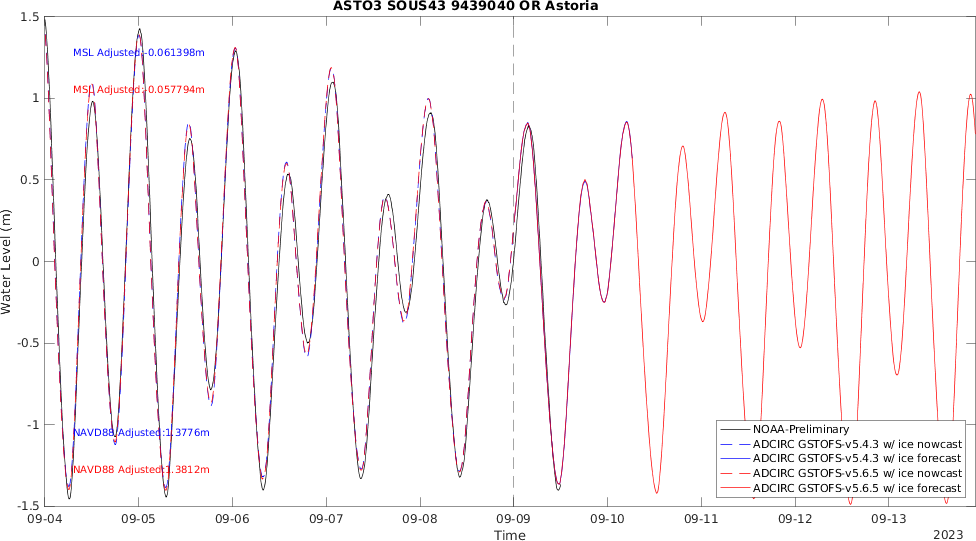 ASTO3 SOUS43 9439040 OR Astoria
Water Level (m)
1.5
1
0.5
0
-0.5
-1
-1.5
MSL Adjusted:-0.061398m
MSL Adjusted:-0.057794m
NAVD88 Adjusted:1.3776m
NAVD88 Adjusted:1.3812m
NOAA-Preliminary
ADCIRC GSTOFS-v5.4.3 w/ ice nowcast
ADCIRC GSTOFS-v5.4.3 w/ ice forecast
ADCIRC GSTOFS-v5.6.5 w/ ice nowcast
ADCIRC GSTOFS-v5.6.5 w/ ice forecast
09-04 09-05 09-06 09-07 09-08 09-09 09-10 09-11 09-12 09-13
Time
2023